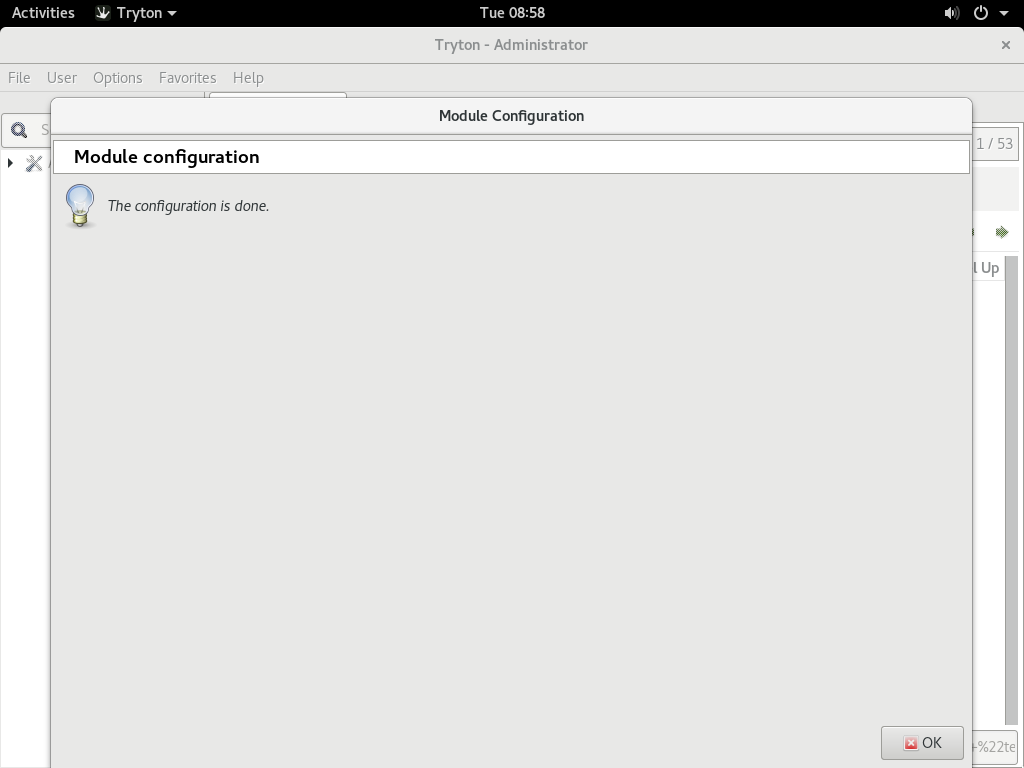 Activities Tryton Tue 08:58
Tryton - Administrator
File User Options Favorites Help
Module Configuration
1 / 53
Module configuration
The configuration is done.
l Up
OK
+%22te